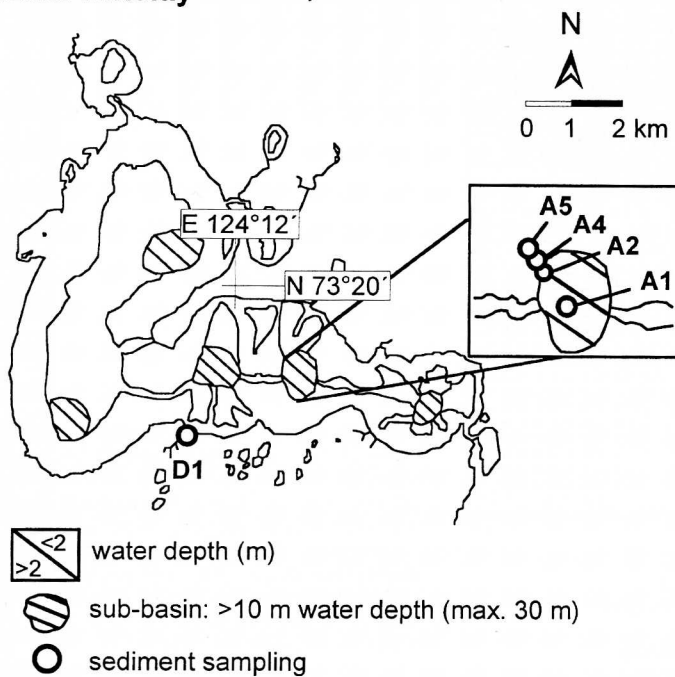 N
0 1 2 km
E 124°12´
N 73°20´
A5
A4
A2
A1
D1
<2
>2
water depth (m)
sub-basin: >10 m water depth (max. 30 m)
sediment sampling